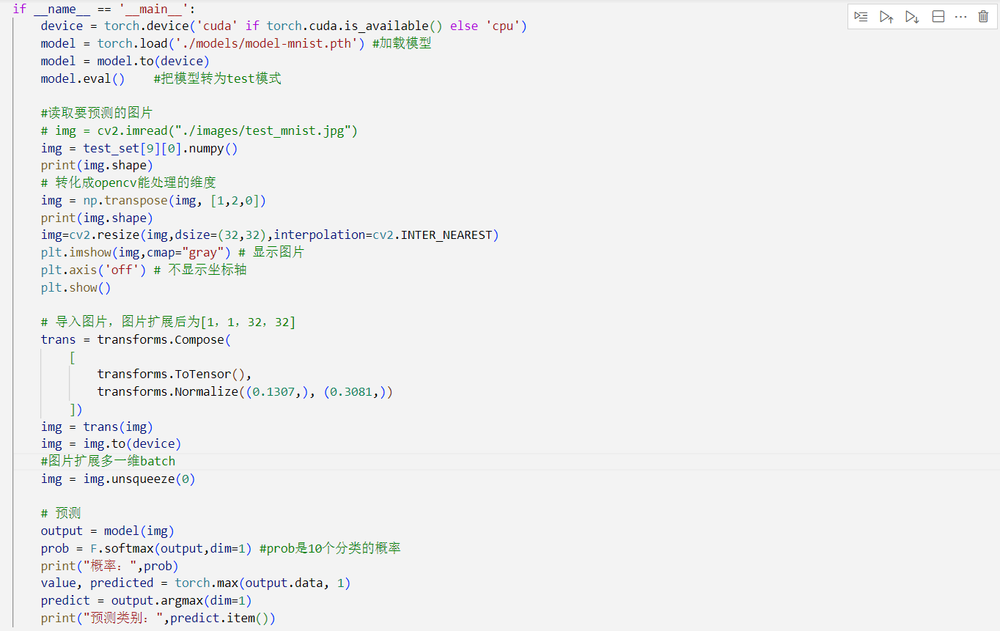 if __name__ == '__main__':
    device = torch.device('cuda' if torch.cuda.is_available() else 'cpu')
    model = torch.load('./models/model-mnist.pth') #加载模型
    model = model.to(device)
    model.eval()    #把模型转为test模式

    #读取要预测的图片
    # img = cv2.imread("./images/test_mnist.jpg")
    img = test_set[9][0].numpy()
    print(img.shape)
    # 转化成opencv能处理的维度
    img = np.transpose(img, [1,2,0])
    print(img.shape)
    img=cv2.resize(img,dsize=(32,32),interpolation=cv2.INTER_NEAREST)
    plt.imshow(img,cmap="gray") # 显示图片
    plt.axis('off') # 不显示坐标轴
    plt.show()

    # 导入图片，图片扩展后为[1，1，32，32]
    trans = transforms.Compose(
        [
            transforms.ToTensor(),
            transforms.Normalize((0.1307,), (0.3081,))
        ])
    img = trans(img)
    img = img.to(device)
    #图片扩展多一维batch
    img = img.unsqueeze(0)

    # 预测
    output = model(img)
    prob = F.softmax(output,dim=1) #prob是10个分类的概率
    print("概率：",prob)
    value, predicted = torch.max(output.data, 1)
    predict = output.argmax(dim=1)
    print("预测类别：",predict.item())